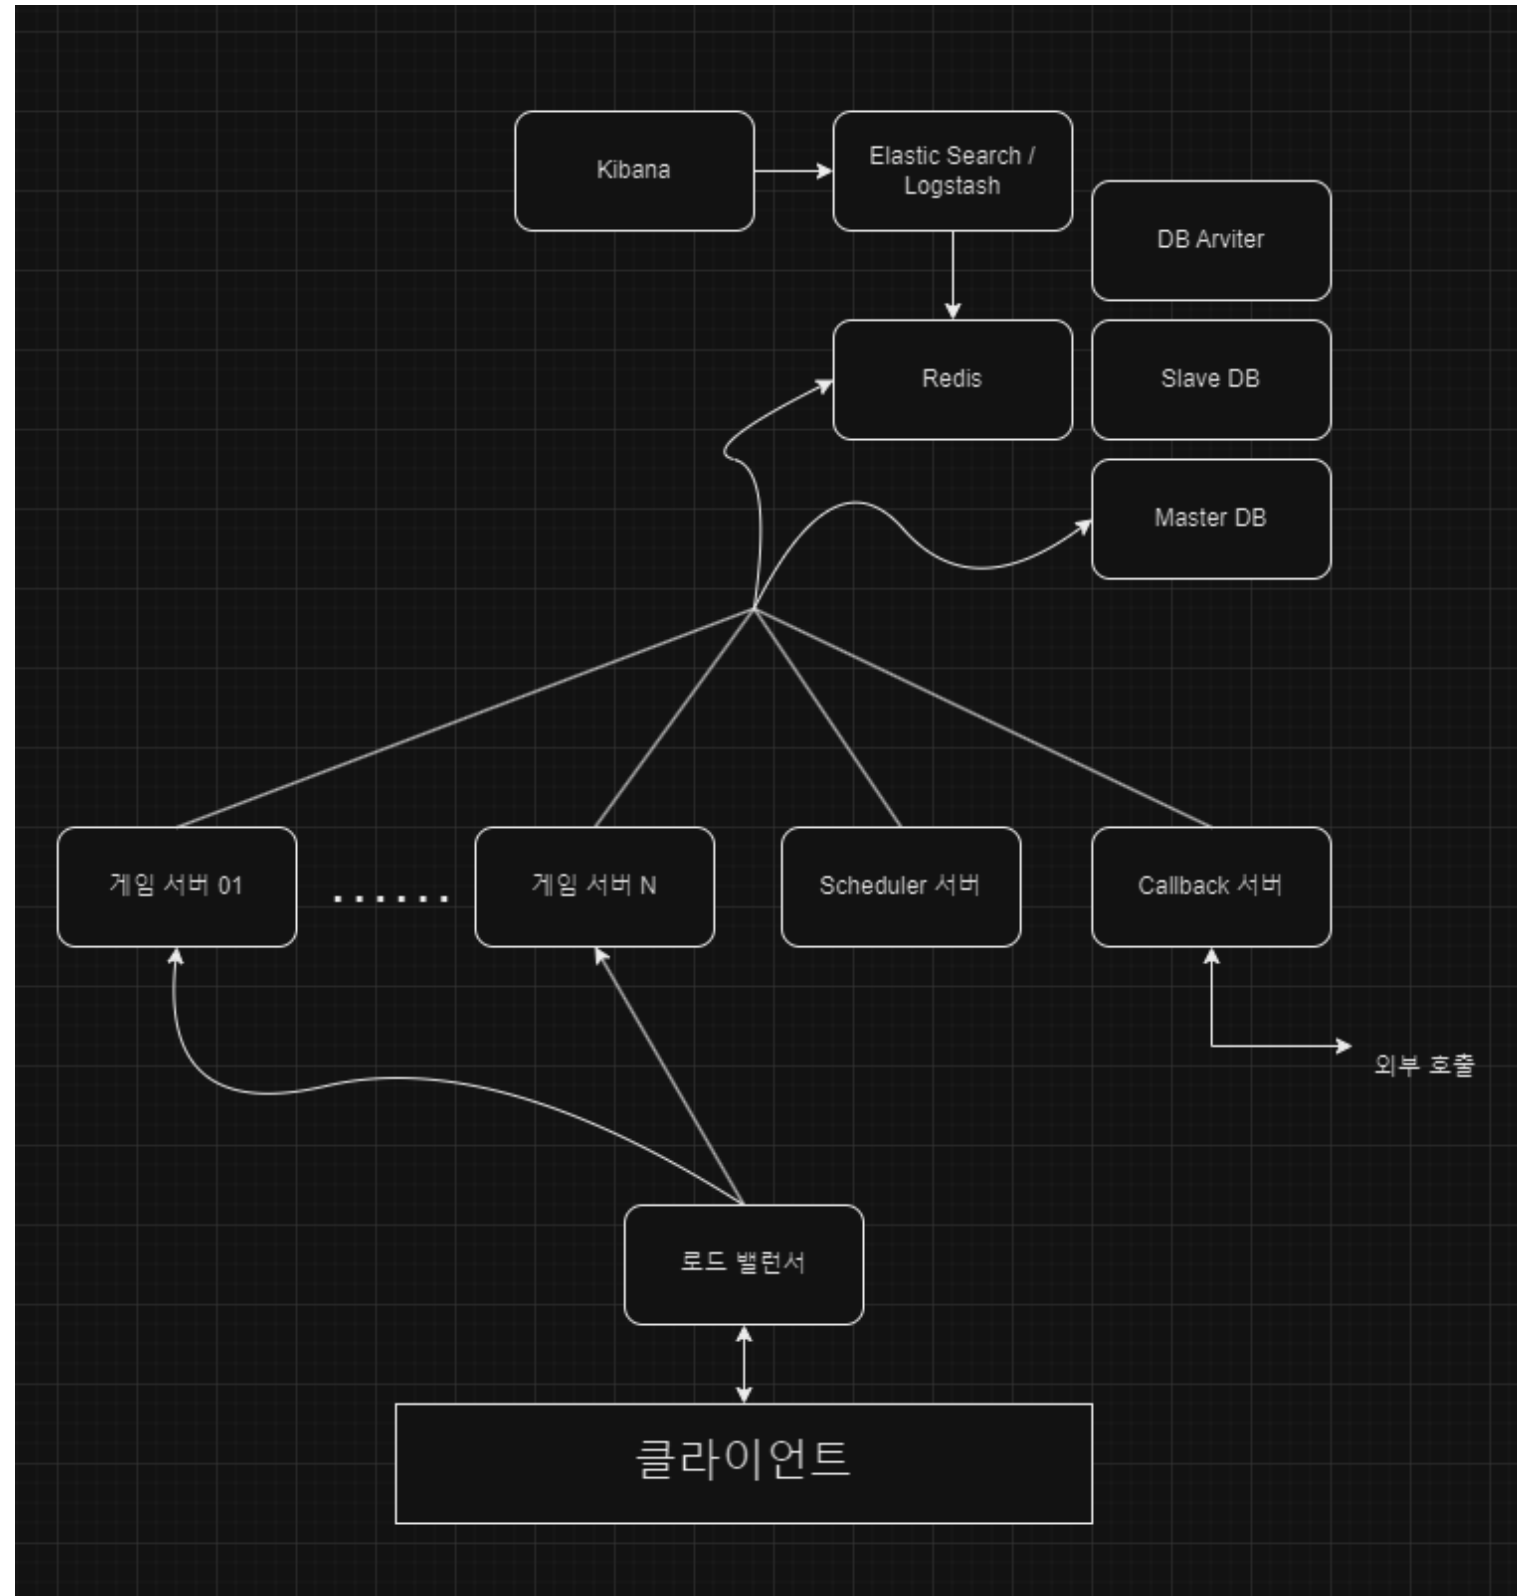 Kibana
Elastic Search /
Logstash
DB Arviter
Redis
Slave DB
Master DB
게임 서버 01
......
게임 서버 N
Scheduler 서버
Callback 서버
외부 호출
로드 밸런서
클라이언트